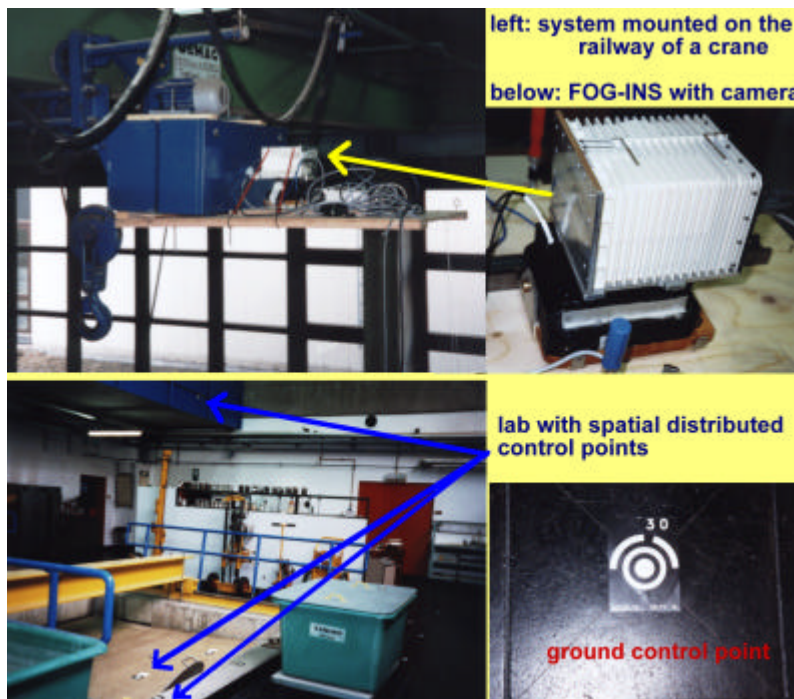 DEMAG
left: system mounted on the
railway of a crane
below: FOG-INS with camera
lab with spatial distributed
control points
30
ground control point